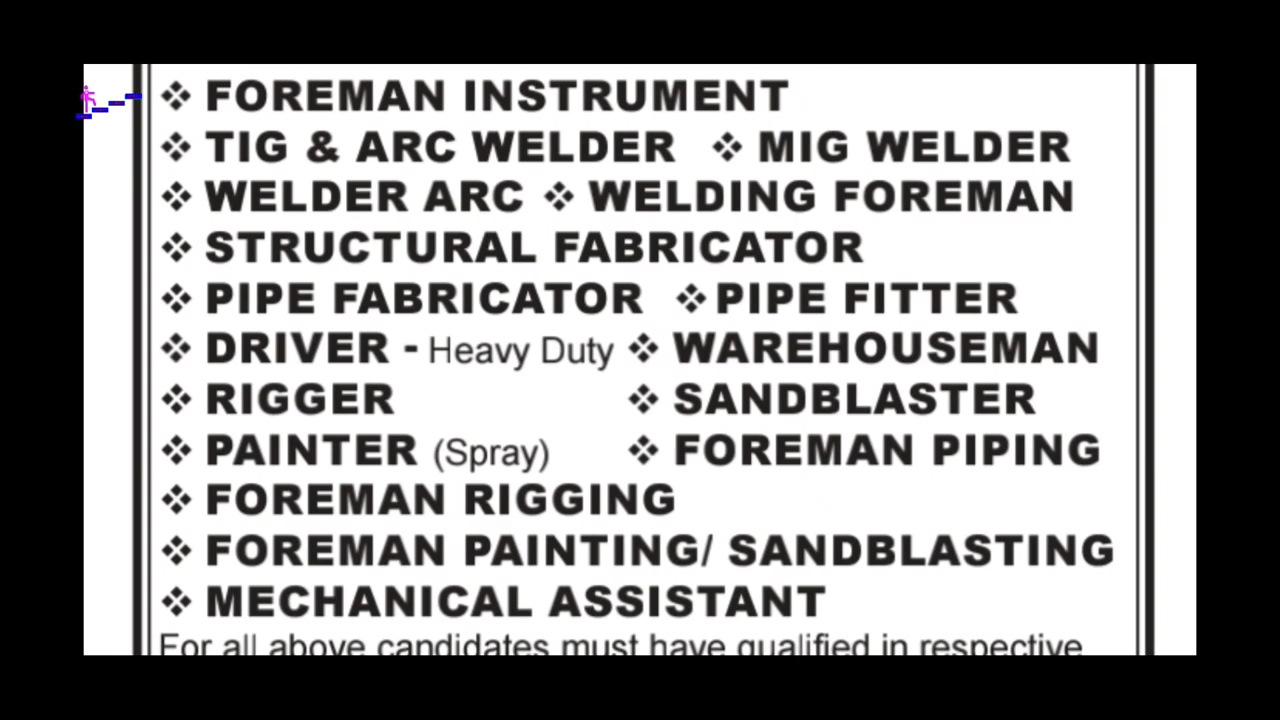 ❖ FOREMAN INSTRUMENT
❖ TIG & ARC WELDER ❖ MIG WELDER
❖ WELDER ARC ❖ WELDING FOREMAN
❖ STRUCTURAL FABRICATOR
❖ PIPE FABRICATOR ❖ PIPE FITTER
❖ DRIVER - Heavy Duty ❖ WAREHOUSEMAN
❖ RIGGER ❖ SANDBLASTER
❖ PAINTER (Spray) ❖ FOREMAN PIPING
❖ FOREMAN RIGGING
❖ FOREMAN PAINTING/ SANDBLASTING
❖ MECHANICAL ASSISTANT
For all above candidates must have qualified in respective